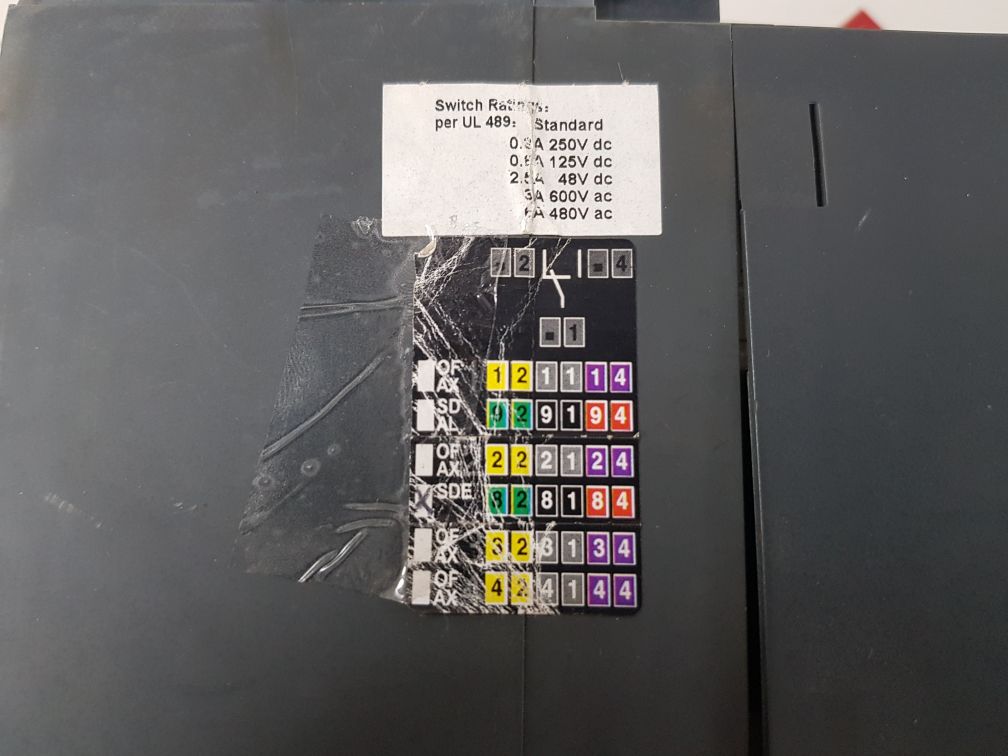 Switch Ratings:
per UL 489: Standard
A 250V dc
A 125V dc
A 48V dc
3A 600V ac
6A 480V ac
2 4
1
OF
AX 1 2 1 1 1 4
SD
AL 9 2 9 1 9 4
OF
AX 2 2 2 1 2 4
X SDE 8 2 8 1 8 4
OF
AX 3 2 3 1 3 4
OF
AX 4 2 4 1 4 4